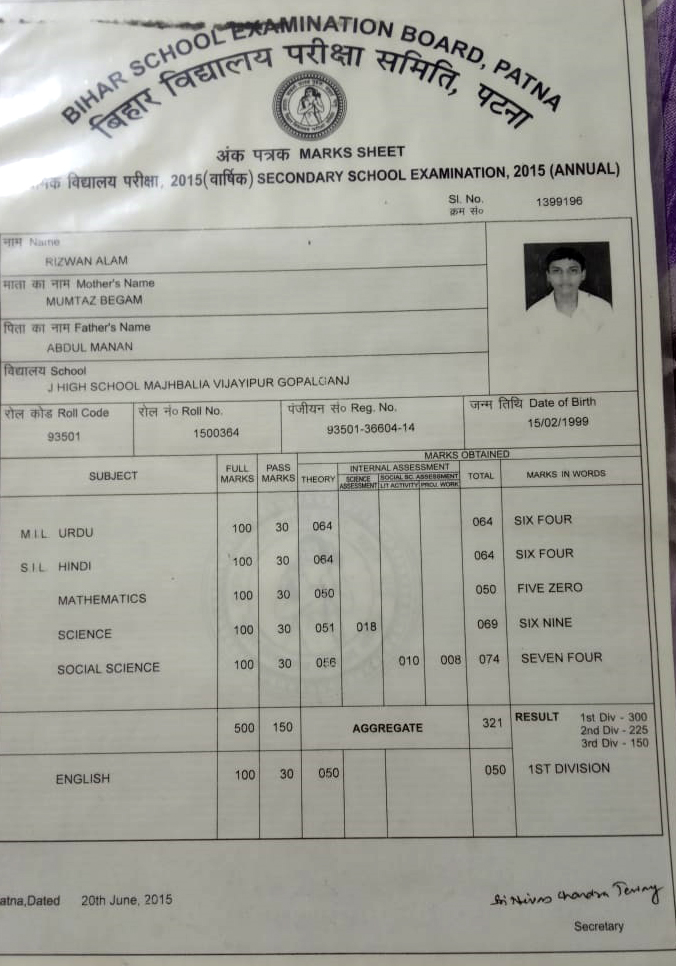 BIHAR SCHOOL EXAMINATION BOARD, PATNA
बिहार विद्यालय परीक्षा समिति, पटना
अंक पत्रक MARKS SHEET
विद्यालय परीक्षा, 2015(वार्षिक) SECONDARY SCHOOL EXAMINATION, 2015 (ANNUAL)
Sl. No. 1399196
क्रम सं०
नाम Name
RIZWAN ALAM
माता का नाम Mother's Name
MUMTAZ BEGAM
पिता का नाम Father's Name
ABDUL MANAN
विद्यालय School
J HIGH SCHOOL MAJHBALIA VIJAYIPUR GOPALGANJ
रोल कोड Roll Code रोल नं० Roll No. पंजीयन सं० Reg. No. जन्म तिथि Date of Birth
93501 1500364 93501-36604-14 15/02/1999
MARKS OBTAINED
SUBJECT FULL MARKS PASS MARKS THEORY INTERNAL ASSESSMENT TOTAL MARKS IN WORDS
SCIENCE ASSESSMENT SOCIAL SC. ASSESSMENT
LIT ACTIVITY PROJ. WORK
M.I.L. URDU 100 30 064 064 SIX FOUR
S.I.L. HINDI 100 30 064 064 SIX FOUR
MATHEMATICS 100 30 050 050 FIVE ZERO
SCIENCE 100 30 051 018 069 SIX NINE
SOCIAL SCIENCE 100 30 056 010 008 074 SEVEN FOUR
500 150 AGGREGATE 321 RESULT 1st Div - 300
2nd Div - 225
3rd Div - 150
ENGLISH 100 30 050 050 1ST DIVISION
atna,Dated 20th June, 2015
Secretary